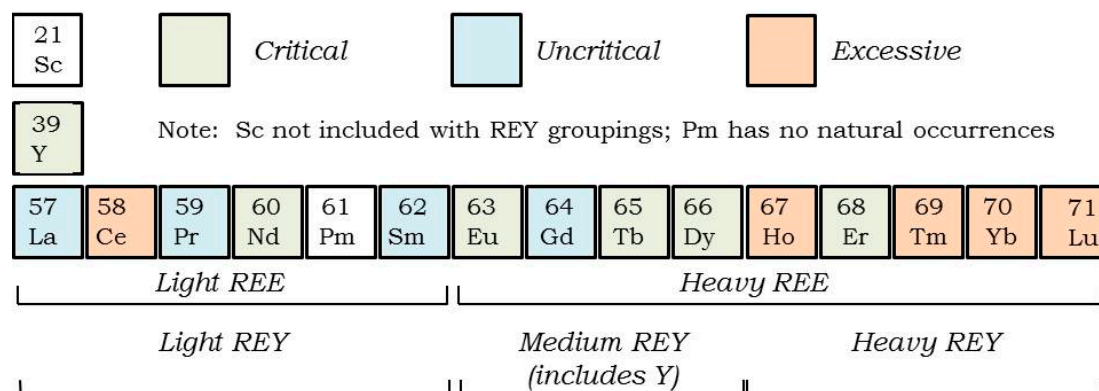 21
Sc
Critical
Uncritical
Excessive
39
Y
Note: Sc not included with REY groupings; Pm has no natural occurrences
57 58 59 60 61 62 63 64 65 66 67 68 69 70 71
La Ce Pr Nd Pm Sm Eu Gd Tb Dy Ho Er Tm Yb Lu
Light REE Heavy REE
Light REY Medium REY Heavy REY
(includes Y)